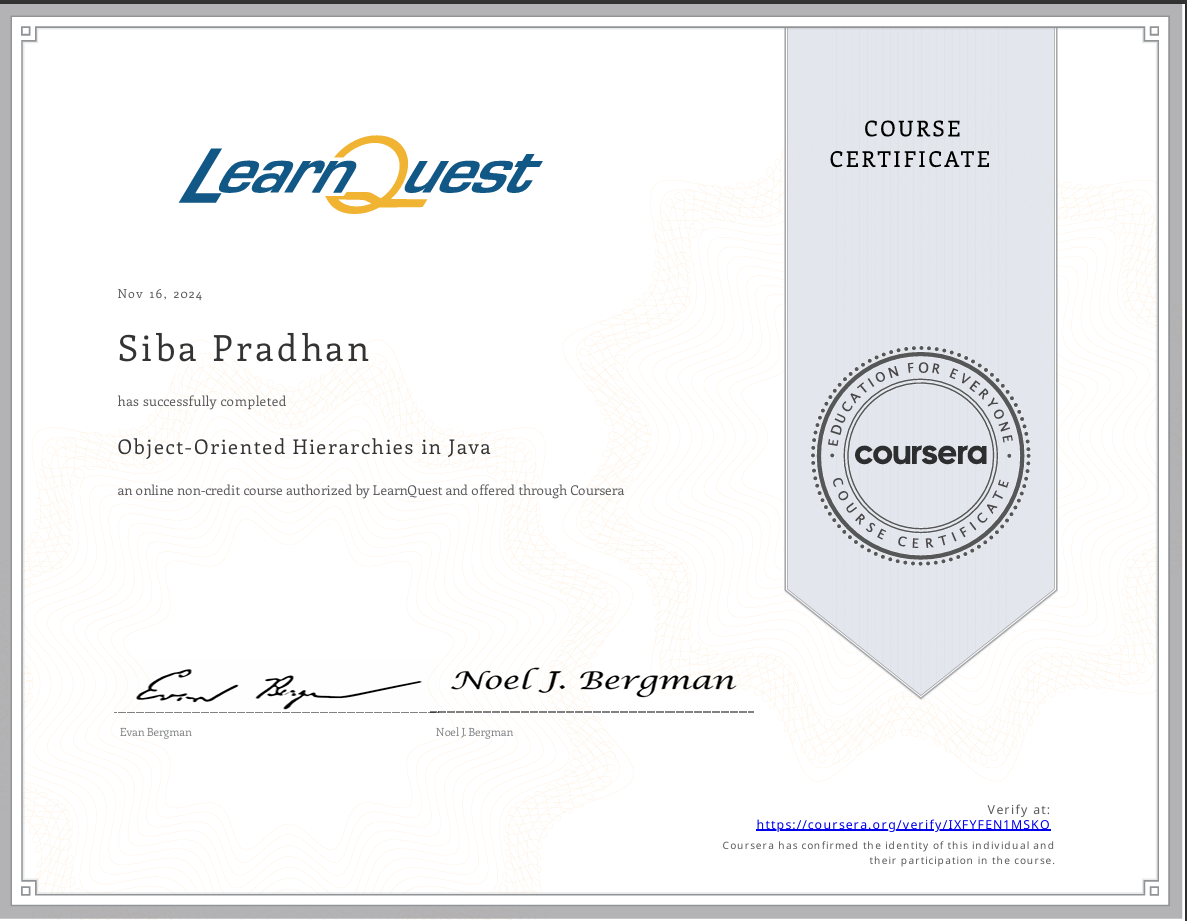 COURSE
CERTIFICATE
LearnQuest
Nov 16, 2024
Siba Pradhan
has successfully completed
Object-Oriented Hierarchies in Java
an online non-credit course authorized by LearnQuest and offered through Coursera
EDUCATION FOR EVERYONE
coursera
COURSE CERTIFICATE
Evan Bergman
Noel J. Bergman
Evan Bergman
Noel J. Bergman
Verify at:
https://coursera.org/verify/IXFYFEN1MSKO
Coursera has confirmed the identity of this individual and
their participation in the course.